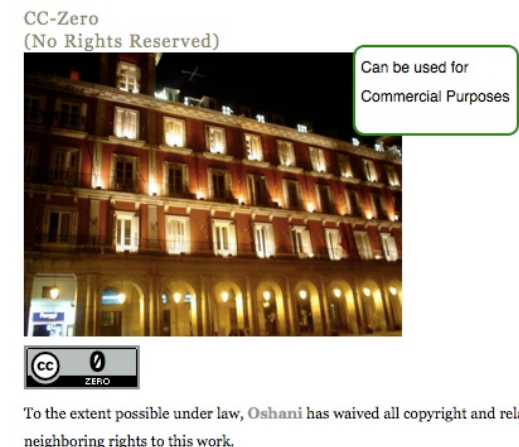 CC-Zero
(No Rights Reserved)
Can be used for
Commercial Purposes
cc 0
ZERO
To the extent possible under law, Oshani has waived all copyright and rela
neighboring rights to this work.